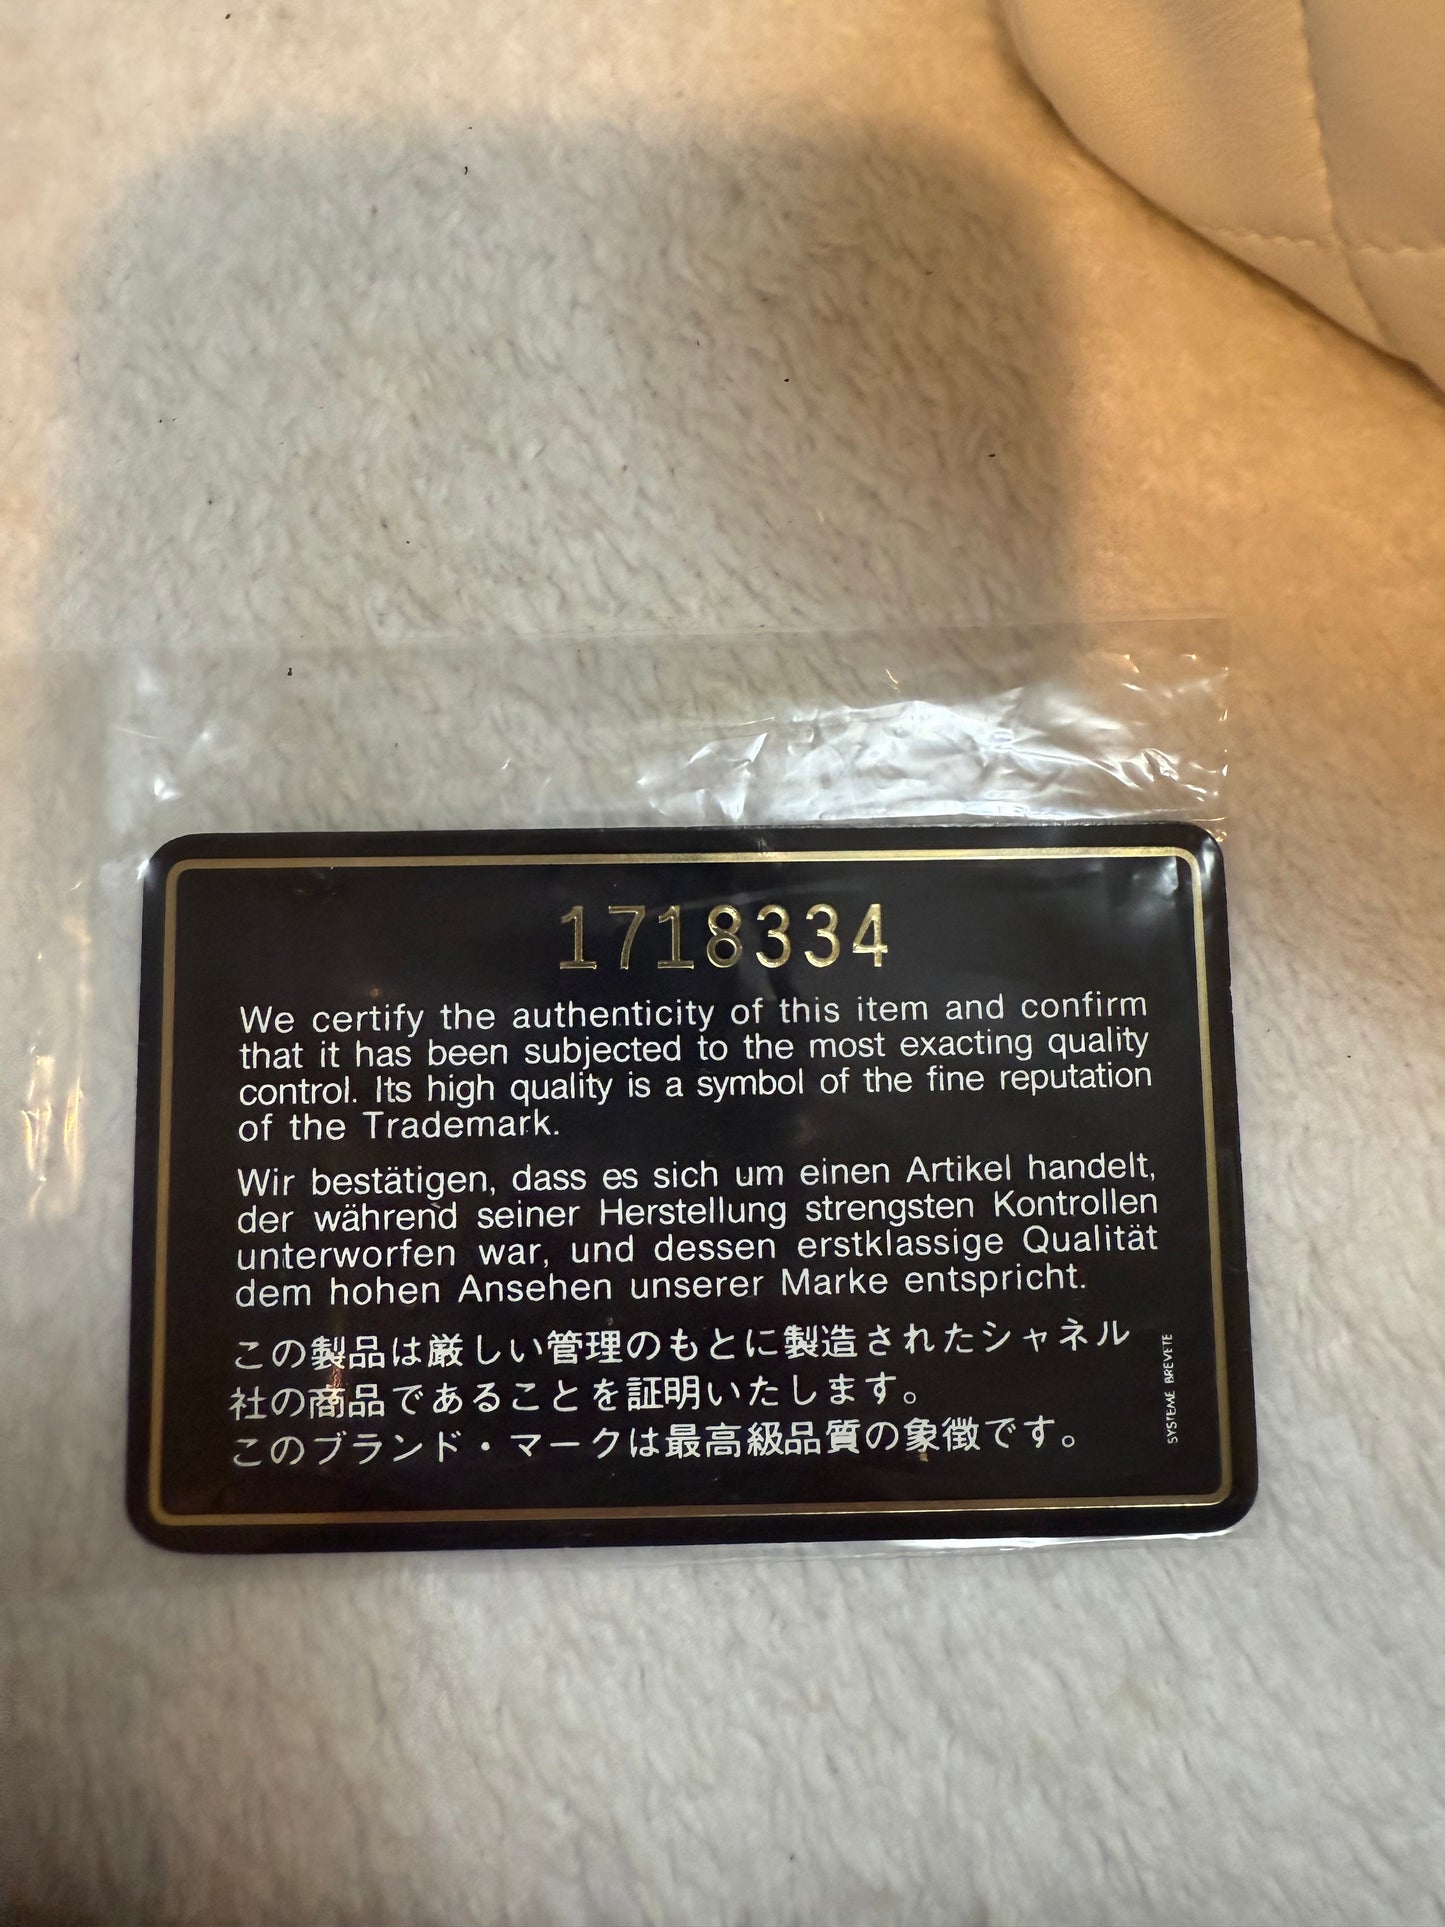 1718334
We certify the authenticity of this item and confirm
that it has been subjected to the most exacting quality
control. Its high quality is a symbol of the fine reputation
of the Trademark.
Wir bestätigen, dass es sich um einen Artikel handelt,
der während seiner Herstellung strengsten Kontrollen
unterworfen war, und dessen erstklassige Qualität
dem hohen Ansehen unserer Marke entspricht.
この製品は厳しい管理のもとに製造されたシャネル
社の商品であることを証明いたします。
このブランド・マークは最高級品質の象徴です。
SYSTEME BREVETE